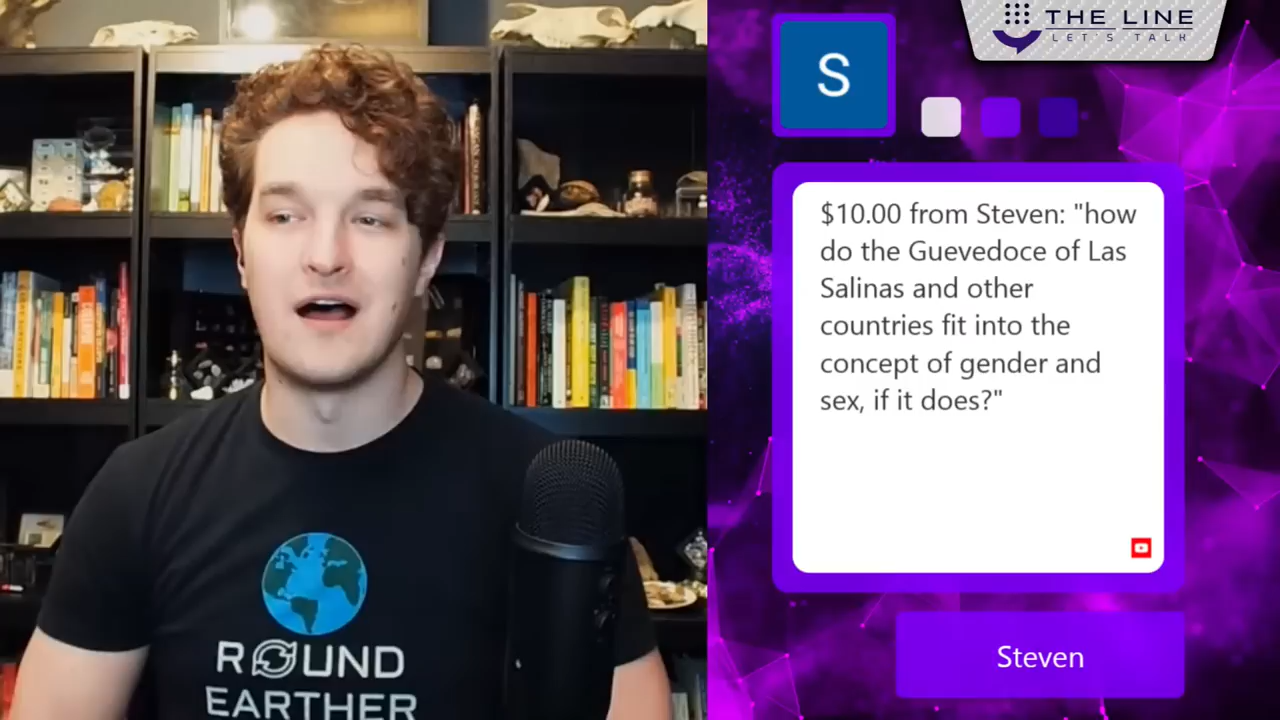 THE LINE
LET'S TALK
S
$10.00 from Steven: "how
do the Guevedoce of Las
Salinas and other
countries fit into the
concept of gender and
sex, if it does?"
Steven
ROUND
EARTHER